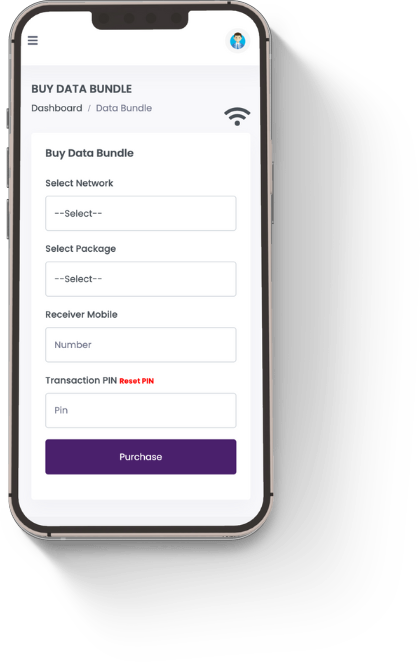 BUY DATA BUNDLE
Dashboard / Data Bundle
Buy Data Bundle
Select Network
--Select--
Select Package
--Select--
Receiver Mobile
Number
Transaction PIN Reset PIN
Pin
Purchase